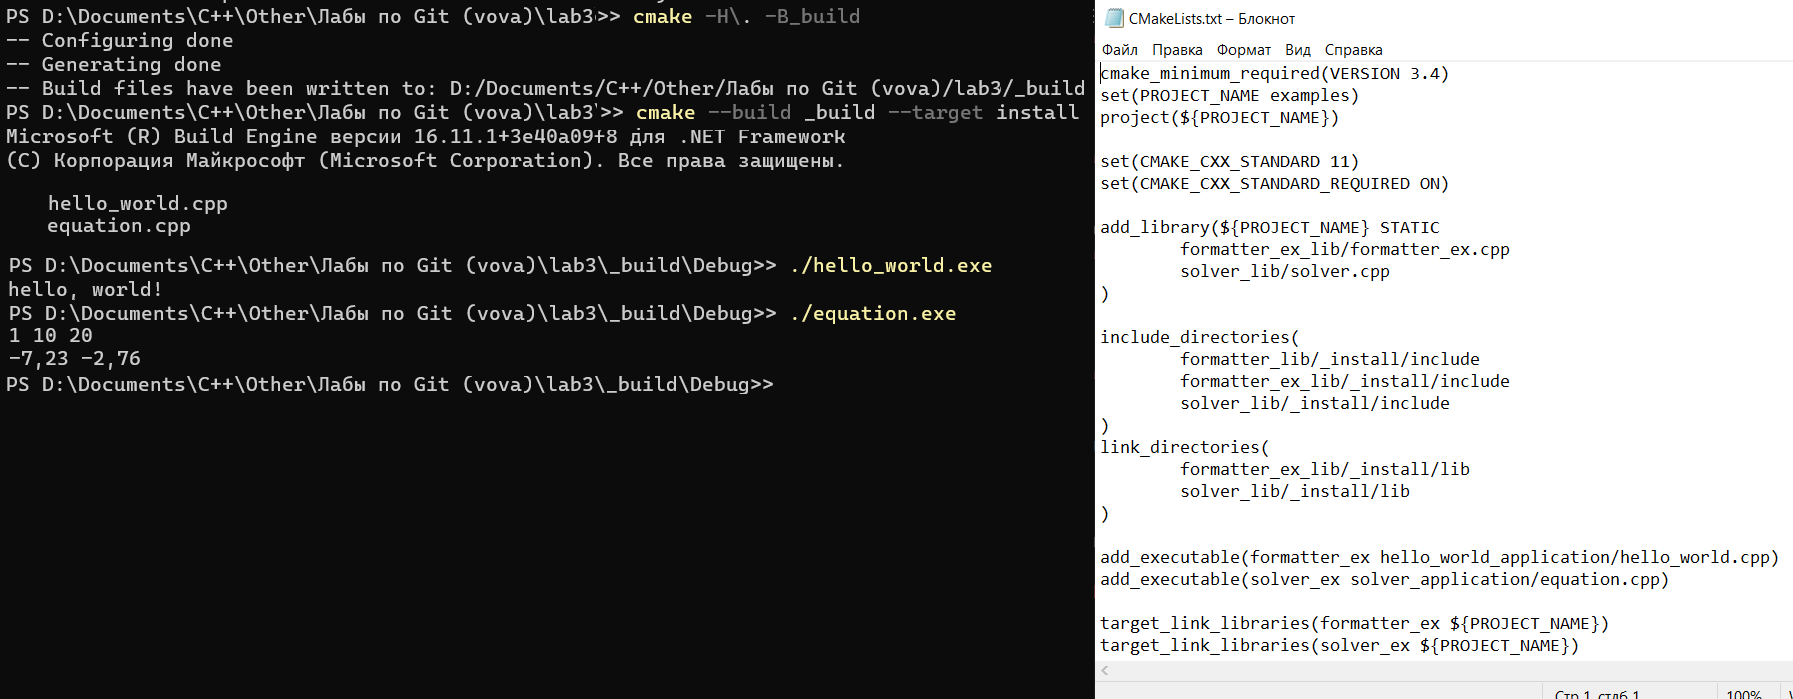 PS D:\Documents\C++\Other\Лабы по Git (vova)\lab3>> cmake -H\. -B_build
-- Configuring done
-- Generating done
-- Build files have been written to: D:/Documents/C++/Other/Лабы по Git (vova)/lab3/_build
PS D:\Documents\C++\Other\Лабы по Git (vova)\lab3>> cmake --build _build --target install
Microsoft (R) Build Engine версии 16.11.1+3e40a09f8 для .NET Framework
(C) Корпорация Майкрософт (Microsoft Corporation). Все права защищены.
hello_world.cpp
equation.cpp
PS D:\Documents\C++\Other\Лабы по Git (vova)\lab3\_build\Debug>> ./hello_world.exe
hello, world!
PS D:\Documents\C++\Other\Лабы по Git (vova)\lab3\_build\Debug>> ./equation.exe
1 10 20
-7,23 -2,76
PS D:\Documents\C++\Other\Лабы по Git (vova)\lab3\_build\Debug>>
CMakeLists.txt – Блокнот
Файл Правка Формат Вид Справка
cmake_minimum_required(VERSION 3.4)
set(PROJECT_NAME examples)
project(${PROJECT_NAME})
set(CMAKE_CXX_STANDARD 11)
set(CMAKE_CXX_STANDARD_REQUIRED ON)
add_library(${PROJECT_NAME} STATIC
formatter_ex_lib/formatter_ex.cpp
solver_lib/solver.cpp
)
include_directories(
formatter_lib/_install/include
formatter_ex_lib/_install/include
solver_lib/_install/include
)
link_directories(
formatter_ex_lib/_install/lib
solver_lib/_install/lib
)
add_executable(formatter_ex hello_world_application/hello_world.cpp)
add_executable(solver_ex solver_application/equation.cpp)
target_link_libraries(formatter_ex ${PROJECT_NAME})
target_link_libraries(solver_ex ${PROJECT_NAME})
Стр 1, стлб 1 100%